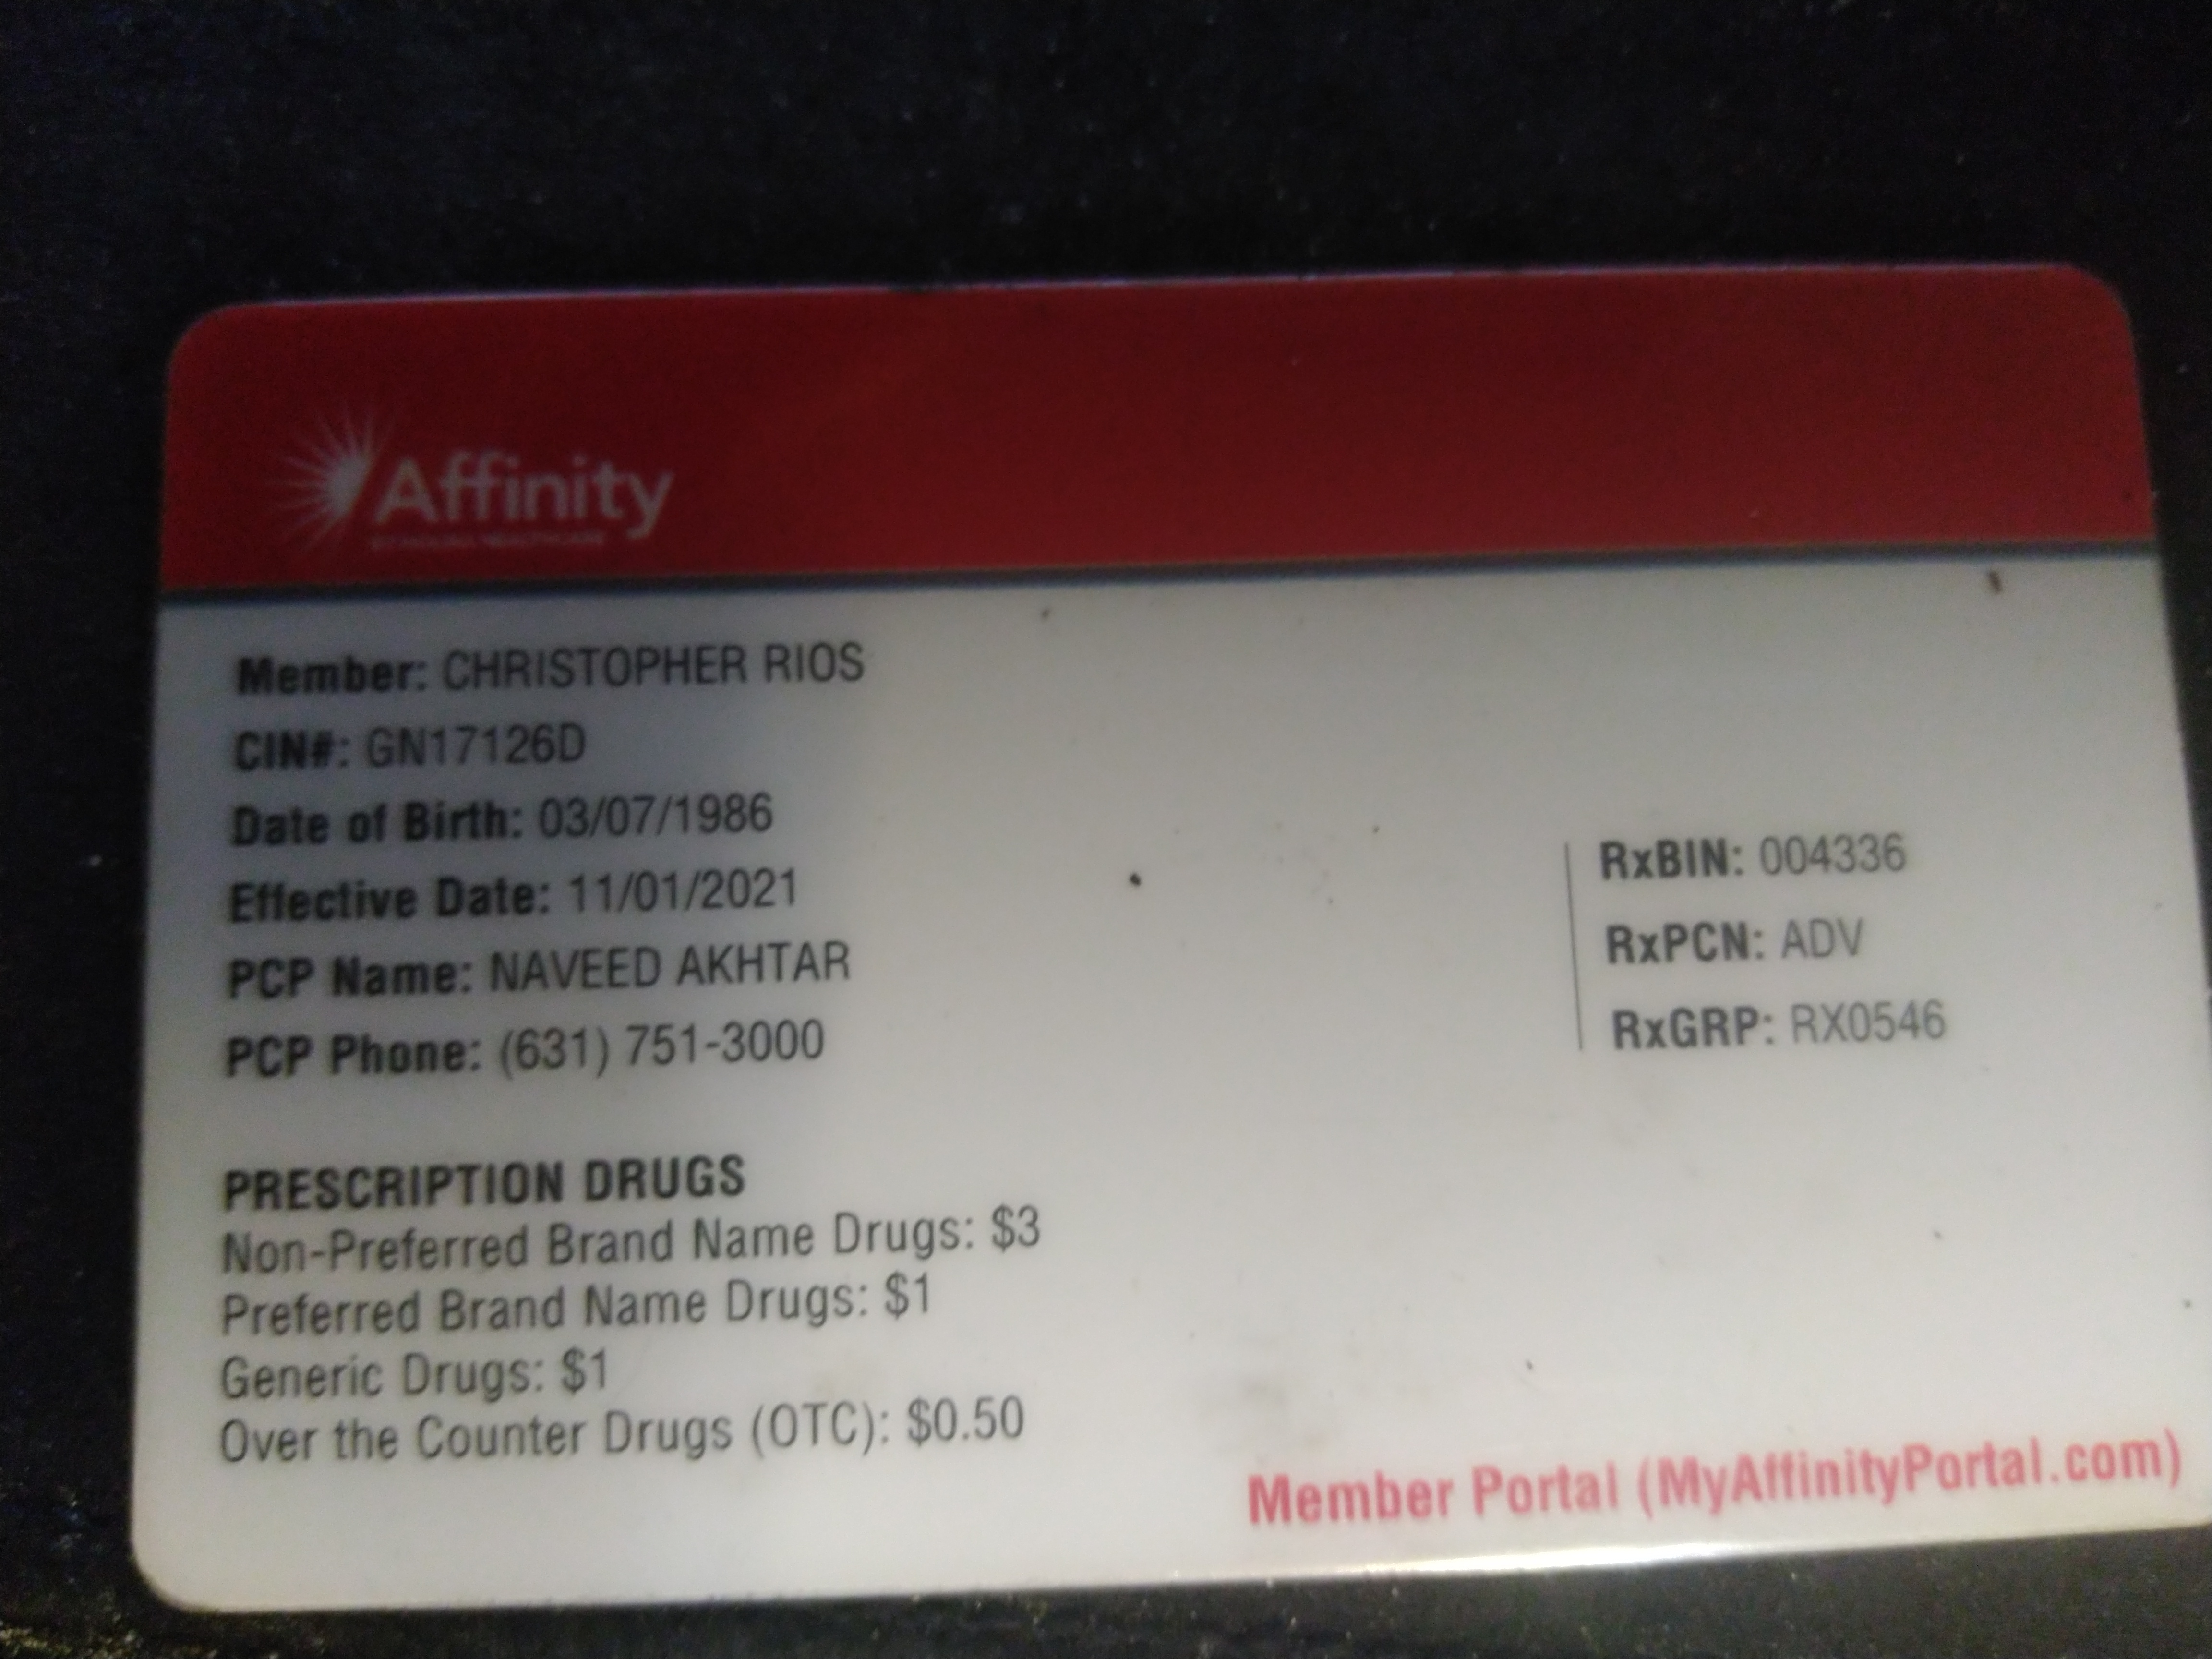 Affinity
BY MOLINA HEALTHCARE
Member: CHRISTOPHER RIOS
CIN#: GN17126D
Date of Birth: 03/07/1986
Effective Date: 11/01/2021
PCP Name: NAVEED AKHTAR
PCP Phone: (631) 751-3000
RxBIN: 004336
RxPCN: ADV
RxGRP: RX0546
PRESCRIPTION DRUGS
Non-Preferred Brand Name Drugs: $3
Preferred Brand Name Drugs: $1
Generic Drugs: $1
Over the Counter Drugs (OTC): $0.50
Member Portal (MyAffinityPortal.com)